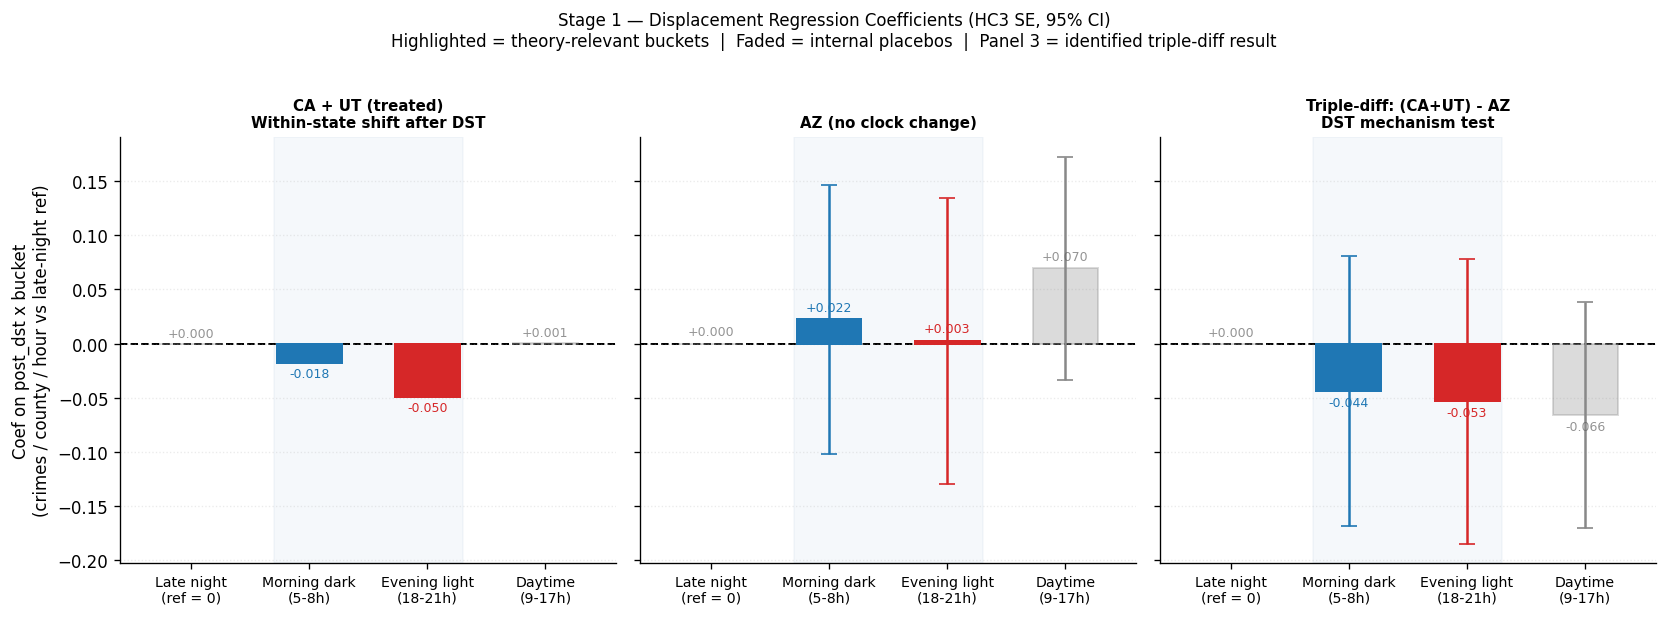 Stage 1 — Displacement Regression Coefficients (HC3 SE, 95% CI)
Highlighted = theory-relevant buckets | Faded = internal placebos | Panel 3 = identified triple-diff result
CA + UT (treated)
Within-state shift after DST
AZ (no clock change)
Triple-diff: (CA+UT) - AZ
DST mechanism test
Coef on post_dst x bucket
(crimes / county / hour vs late-night ref)
0.15
0.10
0.05
0.00
−0.05
−0.10
−0.15
−0.20
+0.000
-0.018
-0.050
+0.001
Late night
(ref = 0)
Morning dark
(5-8h)
Evening light
(18-21h)
Daytime
(9-17h)
+0.000
+0.022
+0.003
+0.070
Late night
(ref = 0)
Morning dark
(5-8h)
Evening light
(18-21h)
Daytime
(9-17h)
+0.000
-0.044
-0.053
-0.066
Late night
(ref = 0)
Morning dark
(5-8h)
Evening light
(18-21h)
Daytime
(9-17h)